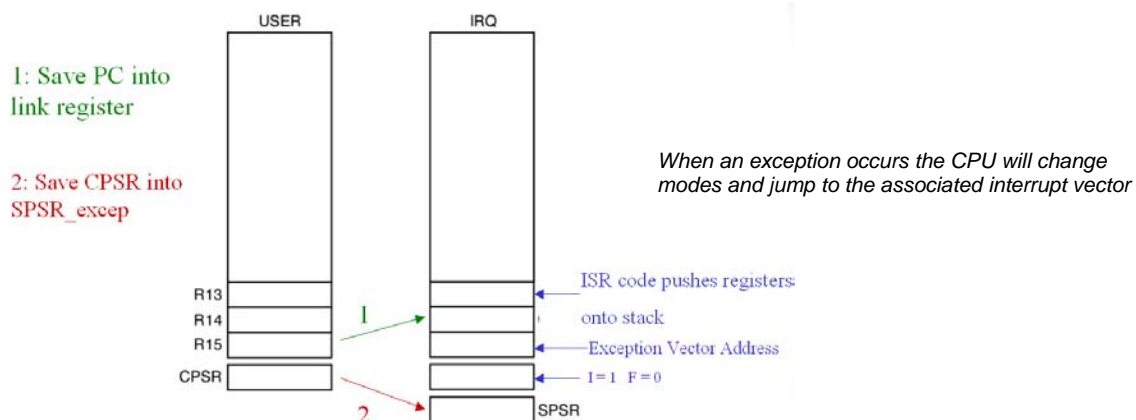 USER
IRQ
1: Save PC into
link register
2: Save CPSR into
SPSR_excep
When an exception occurs the CPU will change
modes and jump to the associated interrupt vector
R13
ISR code pushes registers
R14
1
onto stack
R15
Exception Vector Address
CPSR
I=1 F=0
2
SPSR